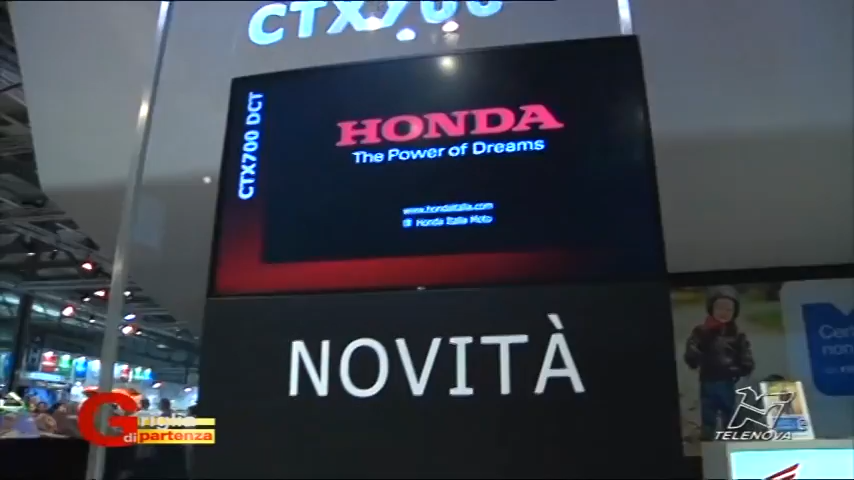 CTX700
CTX700 DCT
HONDA
The Power of Dreams
www.hondaitalia.com
Honda Italia Moto
NOVITÀ
Griglia
di partenza
TELENOVA